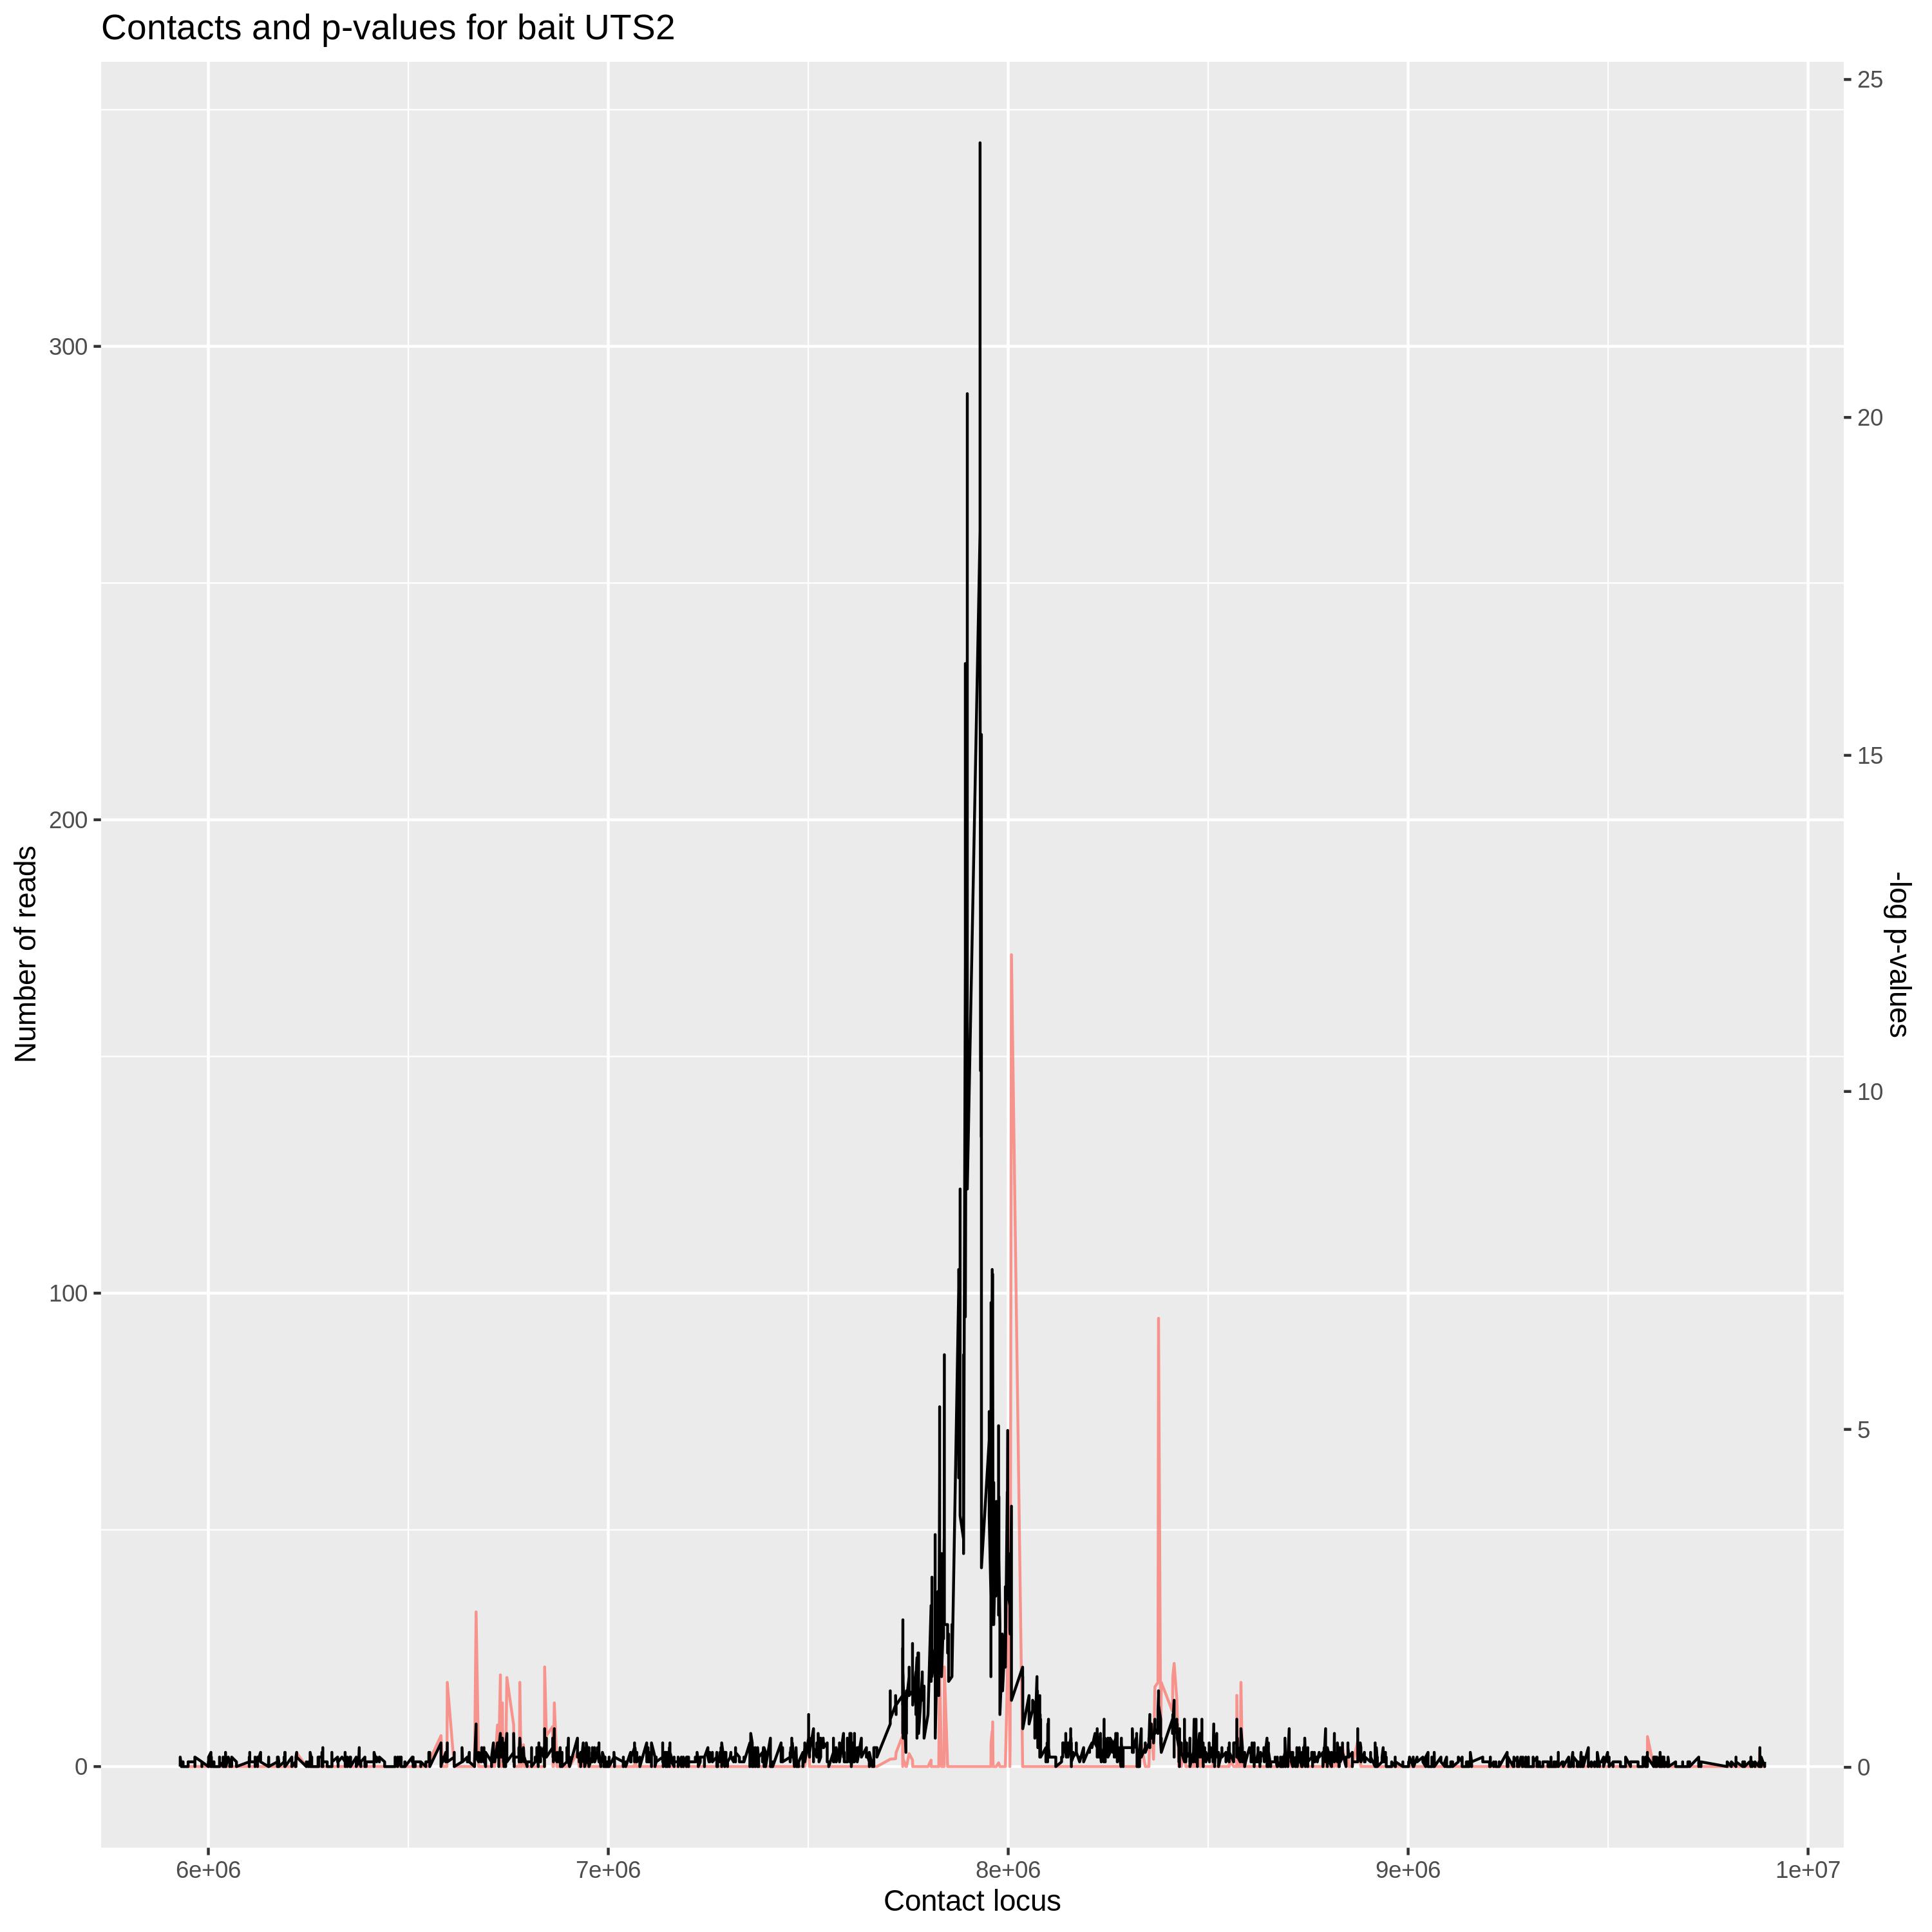 Contacts and p-values for bait UTS2
25
20
15
10
5
0
-log p-values
300
200
100
0
Number of reads
6e+06 7e+06 8e+06 9e+06 1e+07
Contact locus